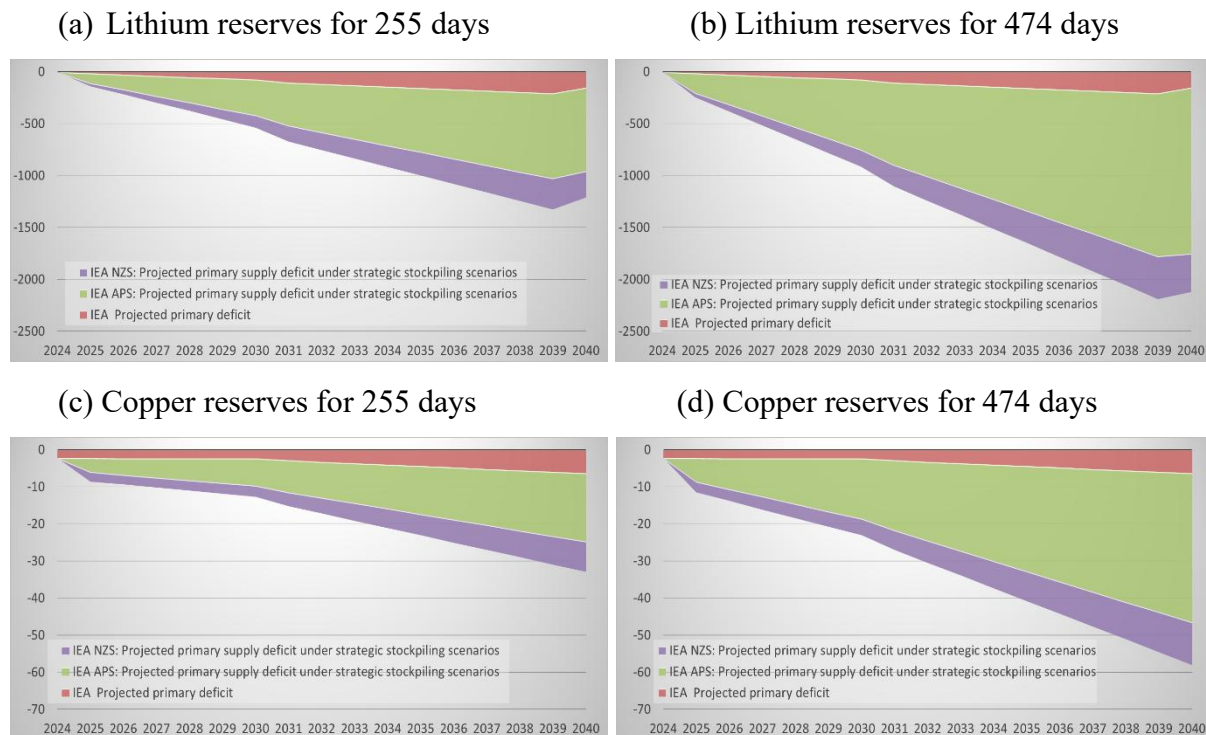 (a) Lithium reserves for 255 days
(b) Lithium reserves for 474 days
0
-500
-1000
-1500
-2000
-2500
IEA NZS: Projected primary supply deficit under strategic stockpiling scenarios
IEA APS: Projected primary supply deficit under strategic stockpiling scenarios
IEA Projected primary deficit
2024 2025 2026 2027 2028 2029 2030 2031 2032 2033 2034 2035 2036 2037 2038 2039 2040
0
-500
-1000
-1500
-2000
-2500
IEA NZS: Projected primary supply deficit under strategic stockpiling scenarios
IEA APS: Projected primary supply deficit under strategic stockpiling scenarios
IEA Projected primary deficit
2024 2025 2026 2027 2028 2029 2030 2031 2032 2033 2034 2035 2036 2037 2038 2039 2040
(c) Copper reserves for 255 days
(d) Copper reserves for 474 days
0
-10
-20
-30
-40
-50
-60
-70
IEA NZS: Projected primary supply deficit under strategic stockpiling scenarios
IEA APS: Projected primary supply deficit under strategic stockpiling scenarios
IEA Projected primary deficit
2024 2025 2026 2027 2028 2029 2030 2031 2032 2033 2034 2035 2036 2037 2038 2039 2040
0
-10
-20
-30
-40
-50
-60
-70
IEA NZS: Projected primary supply deficit under strategic stockpiling scenarios
IEA APS: Projected primary supply deficit under strategic stockpiling scenarios
IEA Projected primary deficit
2024 2025 2026 2027 2028 2029 2030 2031 2032 2033 2034 2035 2036 2037 2038 2039 2040